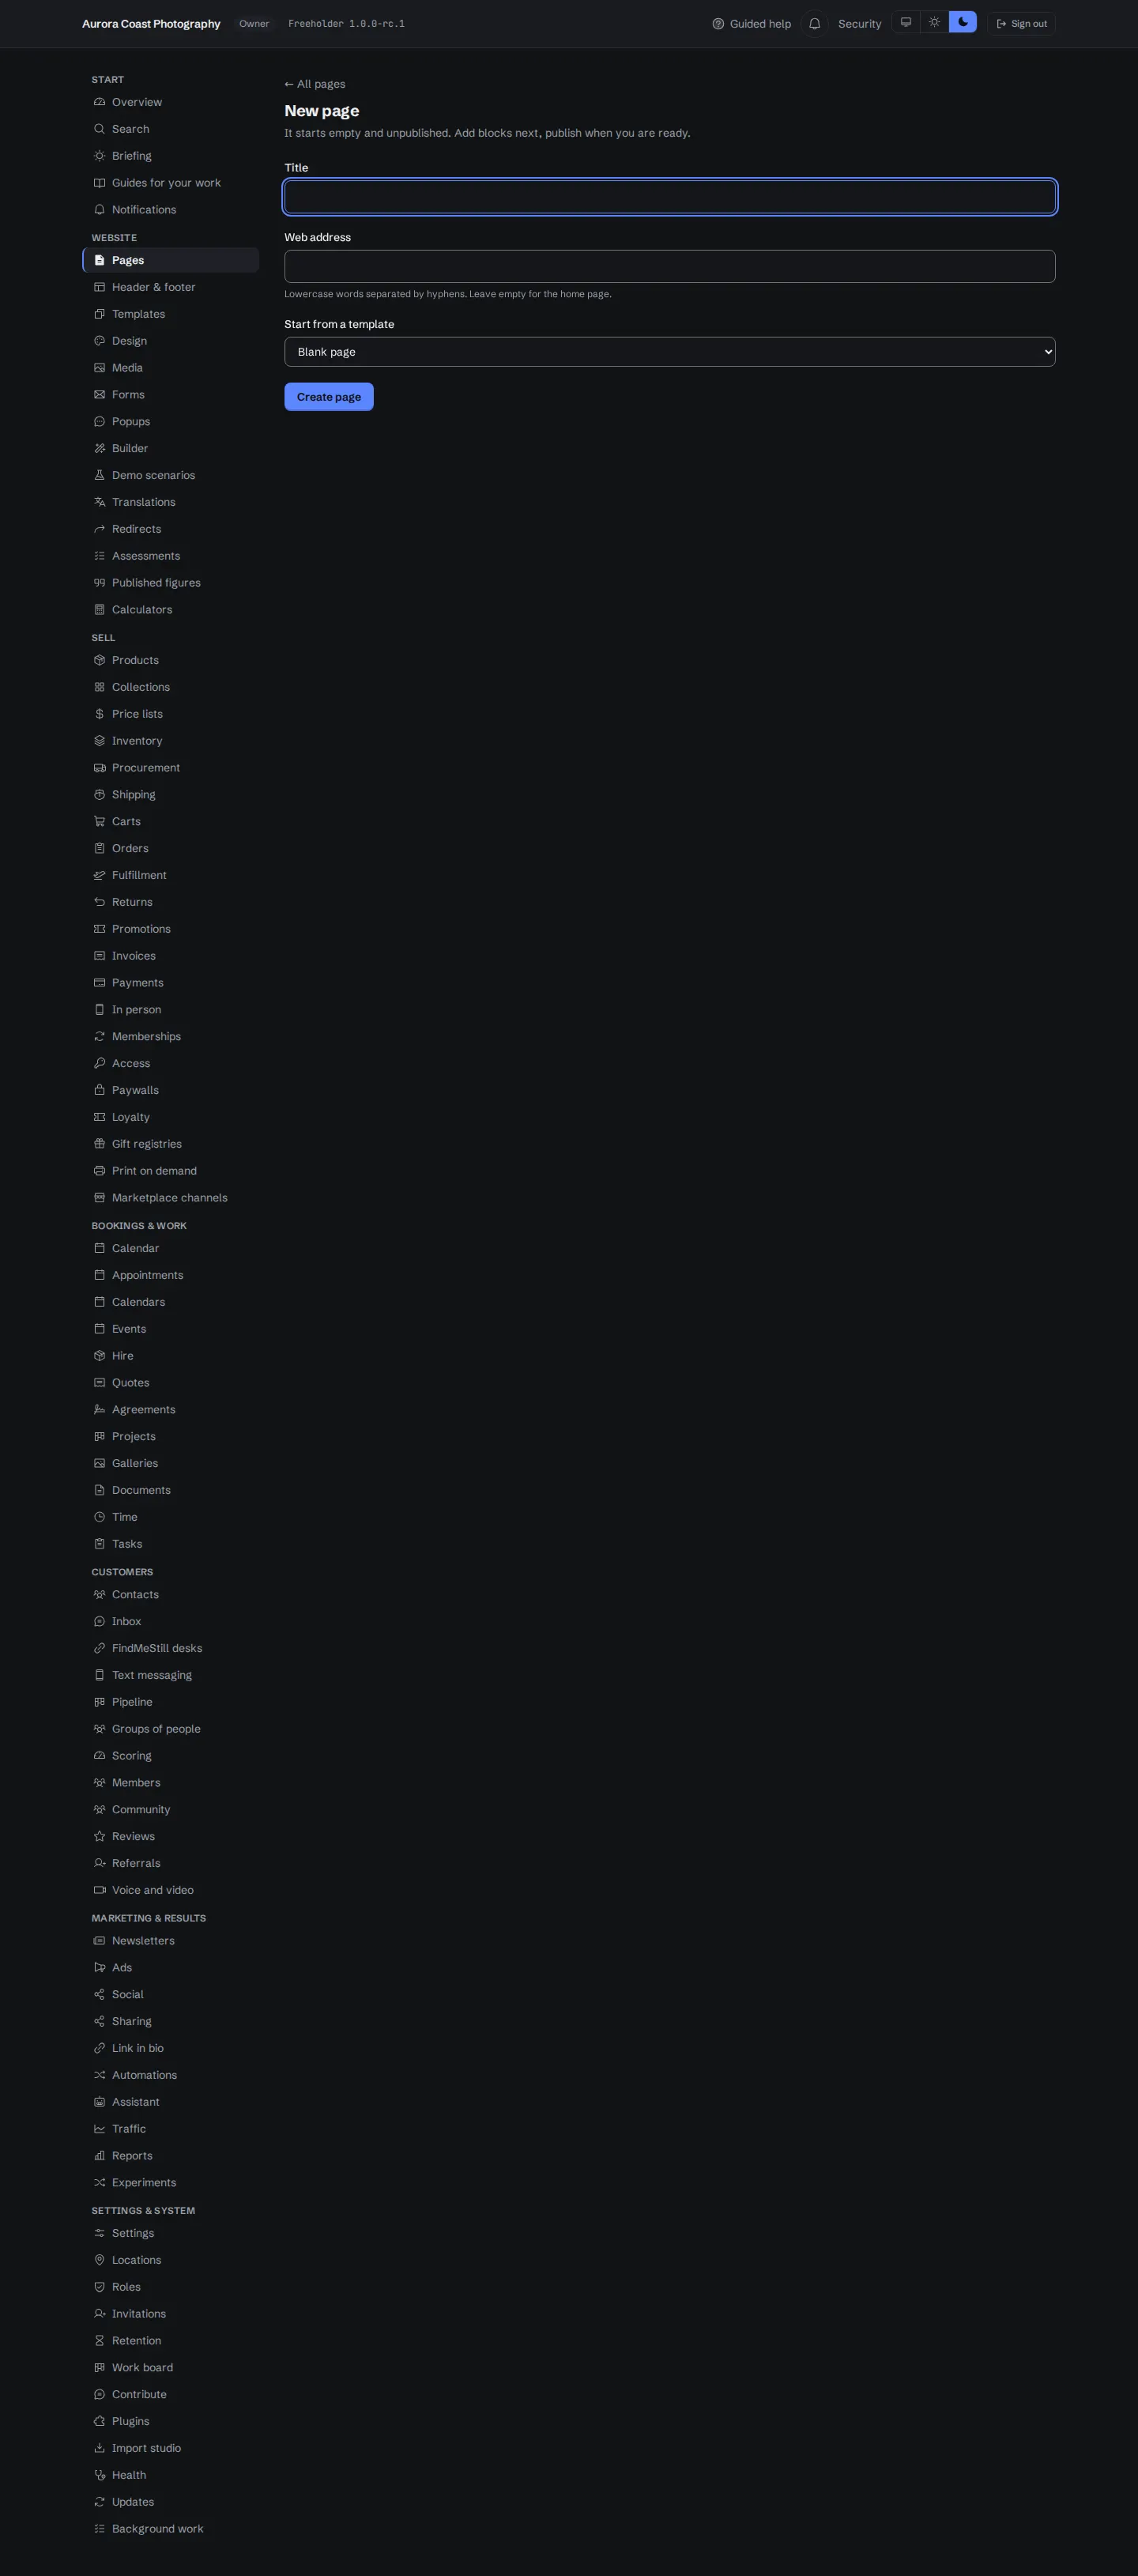 Aurora Coast Photography Owner Freeholder 1.0.0-rc.1 Guided help Security Sign out
START
Overview
Search
Briefing
Guides for your work
Notifications
WEBSITE
Pages
Header & footer
Templates
Design
Media
Forms
Popups
Builder
Demo scenarios
Translations
Redirects
Assessments
Published figures
Calculators
SELL
Products
Collections
Price lists
Inventory
Procurement
Shipping
Carts
Orders
Fulfillment
Returns
Promotions
Invoices
Payments
In person
Memberships
Access
Paywalls
Loyalty
Gift registries
Print on demand
Marketplace channels
BOOKINGS & WORK
Calendar
Appointments
Calendars
Events
Hire
Quotes
Agreements
Projects
Galleries
Documents
Time
Tasks
CUSTOMERS
Contacts
Inbox
FindMeStill desks
Text messaging
Pipeline
Groups of people
Scoring
Members
Community
Reviews
Referrals
Voice and video
MARKETING & RESULTS
Newsletters
Ads
Social
Sharing
Link in bio
Automations
Assistant
Traffic
Reports
Experiments
SETTINGS & SYSTEM
Settings
Locations
Roles
Invitations
Retention
Work board
Contribute
Plugins
Import studio
Health
Updates
Background work
← All pages
New page
It starts empty and unpublished. Add blocks next, publish when you are ready.
Title
Web address
Lowercase words separated by hyphens. Leave empty for the home page.
Start from a template
Blank page
Create page